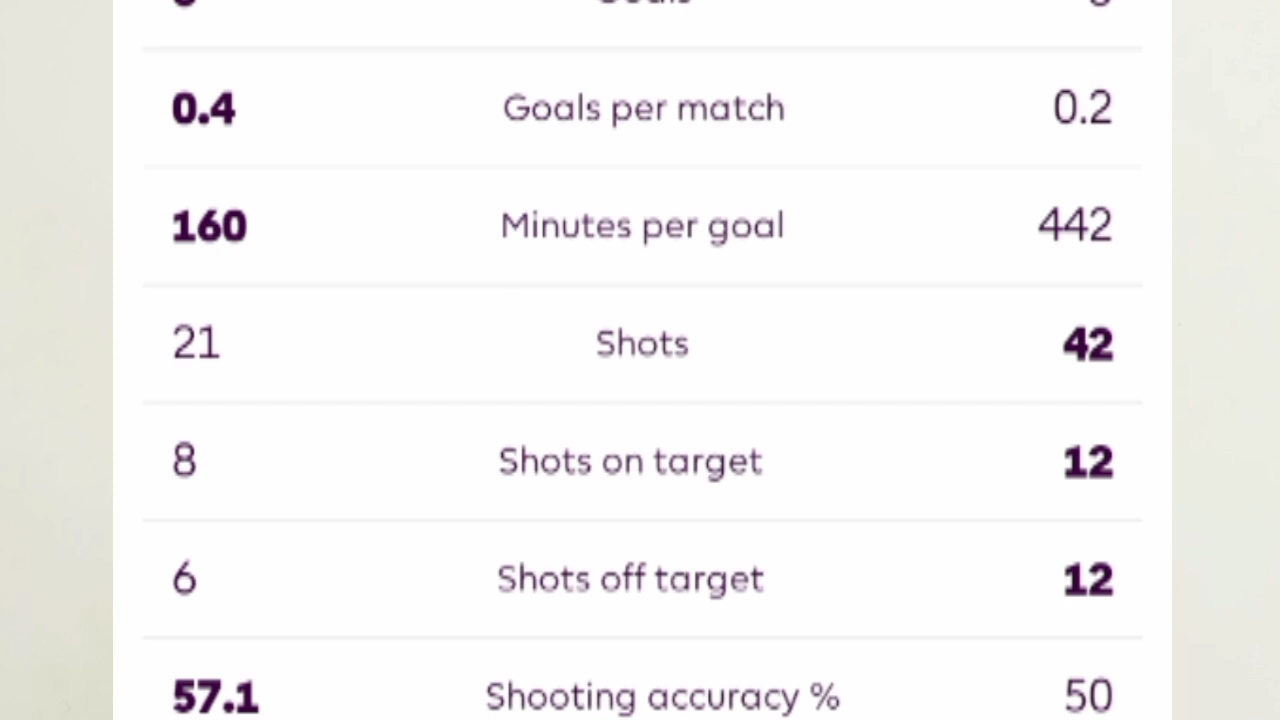 Goals
0.4 Goals per match 0.2
160 Minutes per goal 442
21 Shots 42
8 Shots on target 12
6 Shots off target 12
57.1 Shooting accuracy % 50